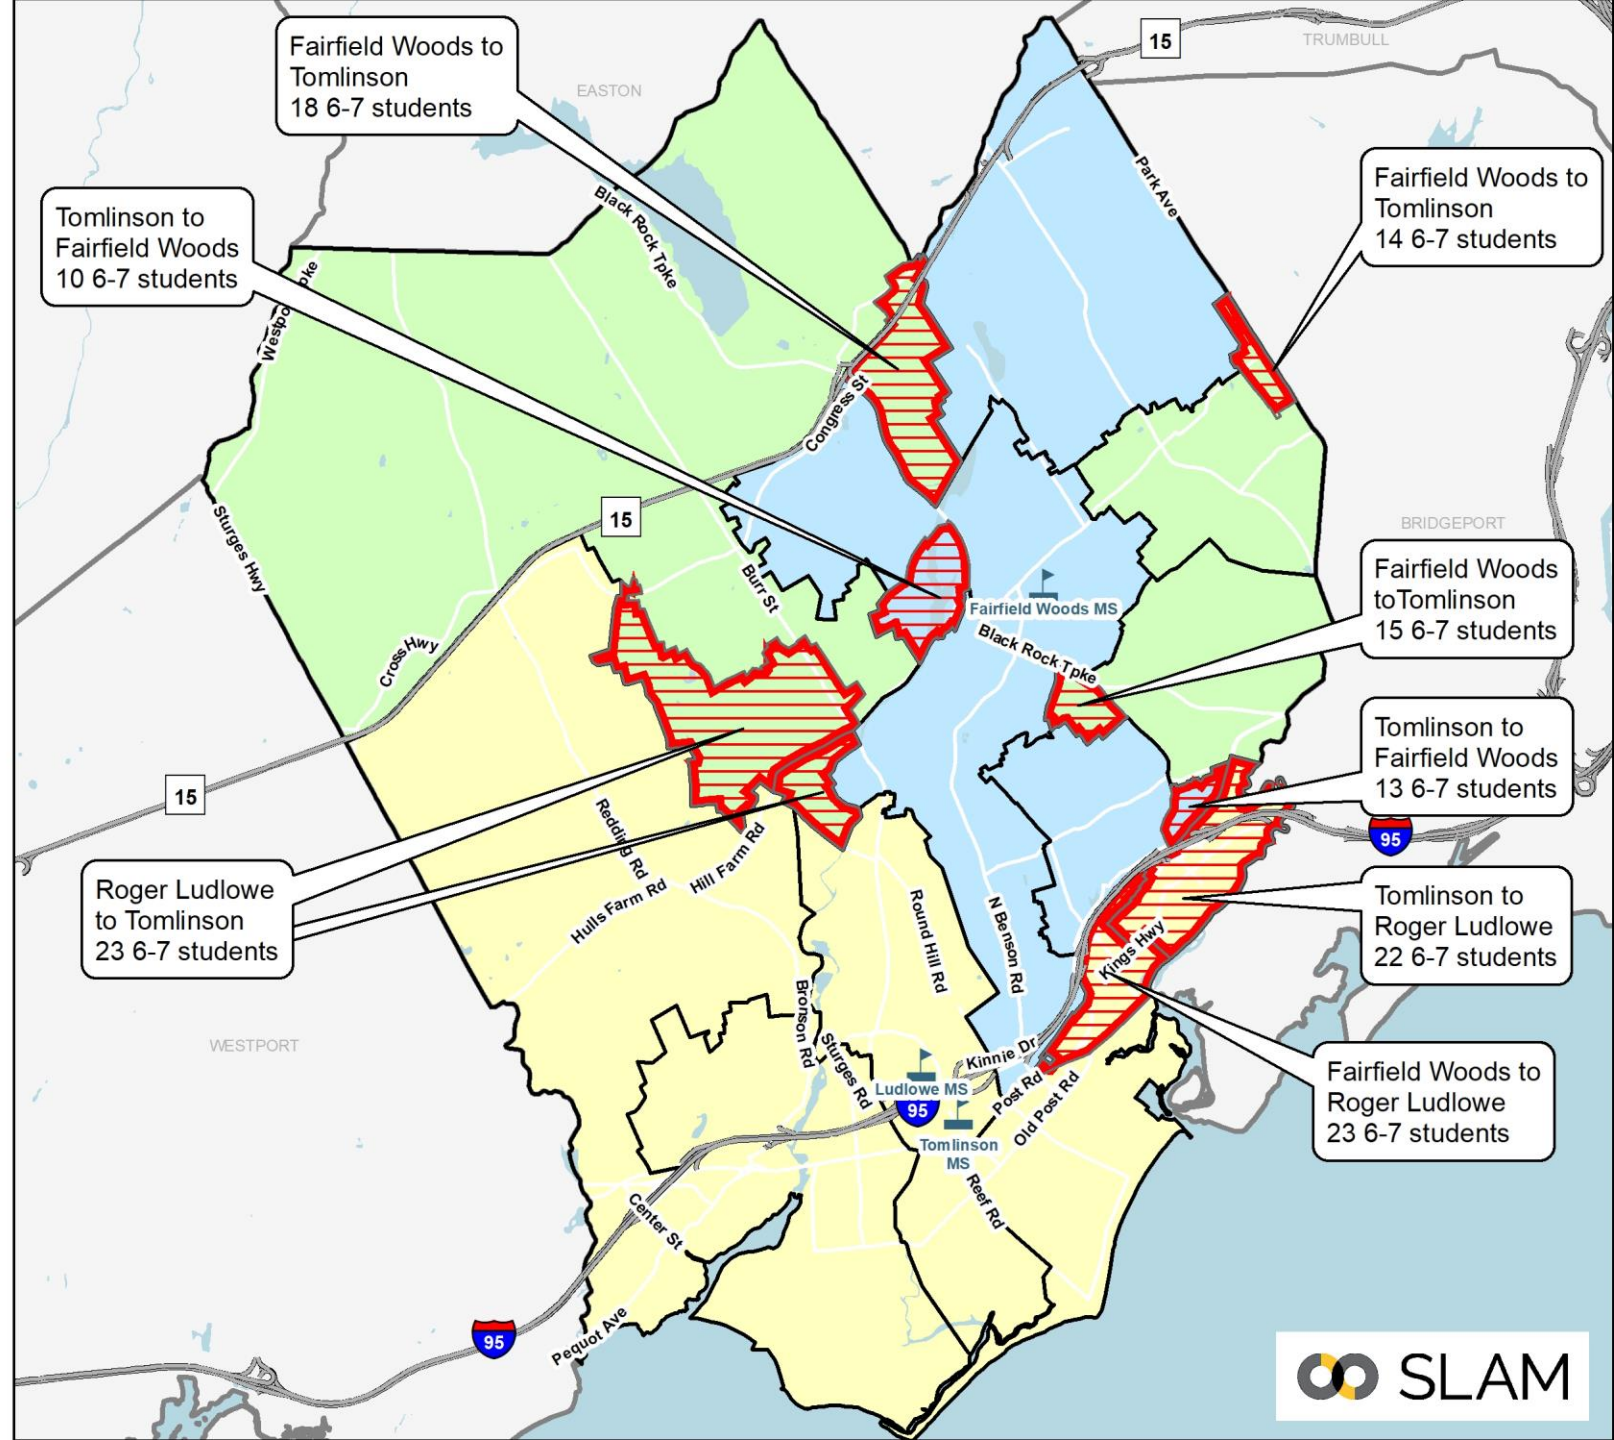 Fairfield Woods to
Tomlinson
18 6-7 students
15
TRUMBULL
EASTON
Park Ave
Fairfield Woods to
Tomlinson
14 6-7 students
Tomlinson to
Fairfield Woods
10 6-7 students
Black Rock Tpke
Congress St
15
Sturges Hwy
BRIDGEPORT
Burr St
Fairfield Woods
toTomlinson
15 6-7 students
Fairfield Woods MS
Black Rock Tpke
Cross Hwy
Tomlinson to
Fairfield Woods
13 6-7 students
15
95
Redding Rd
Hill Farm Rd
Hulls Farm Rd
Roger Ludlowe
to Tomlinson
23 6-7 students
Tomlinson to
Roger Ludlowe
22 6-7 students
Round Hill Rd
N Benson Rd
Kings Hwy
Bronson Rd
WESTPORT
Sturges Rd
Kinnie Dr
Ludlowe MS
Post Rd
Old Post Rd
95
Fairfield Woods to
Roger Ludlowe
23 6-7 students
Tomlinson
MS
Reef Rd
Center St
Pequot Ave
95
SLAM